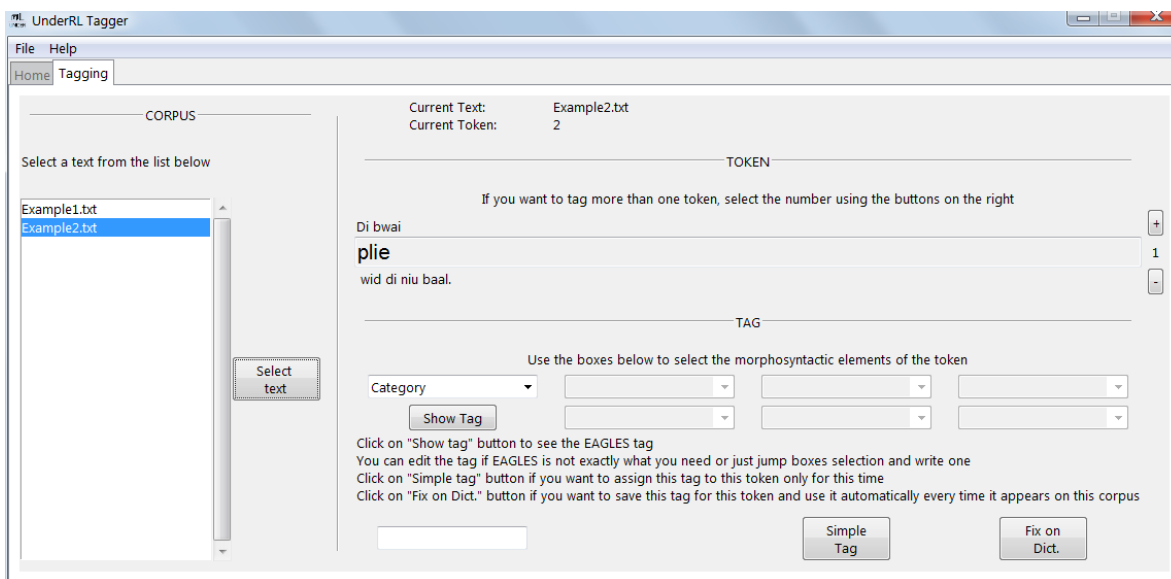 UnderRL Tagger
File Help
Home Tagging
CORPUS
Select a text from the list below
Example1.txt
Example2.txt
Select
text
Current Text: Example2.txt
Current Token: 2
TOKEN
If you want to tag more than one token, select the number using the buttons on the right
Di bwai
+
plie
1
wid di niu baal.
-
TAG
Use the boxes below to select the morphosyntactic elements of the token
Category
Show Tag
Click on "Show tag" button to see the EAGLES tag
You can edit the tag if EAGLES is not exactly what you need or just jump boxes selection and write one
Click on "Simple tag" button if you want to assign this tag to this token only for this time
Click on "Fix on Dict." button if you want to save this tag for this token and use it automatically every time it appears on this corpus
Simple
Tag
Fix on
Dict.